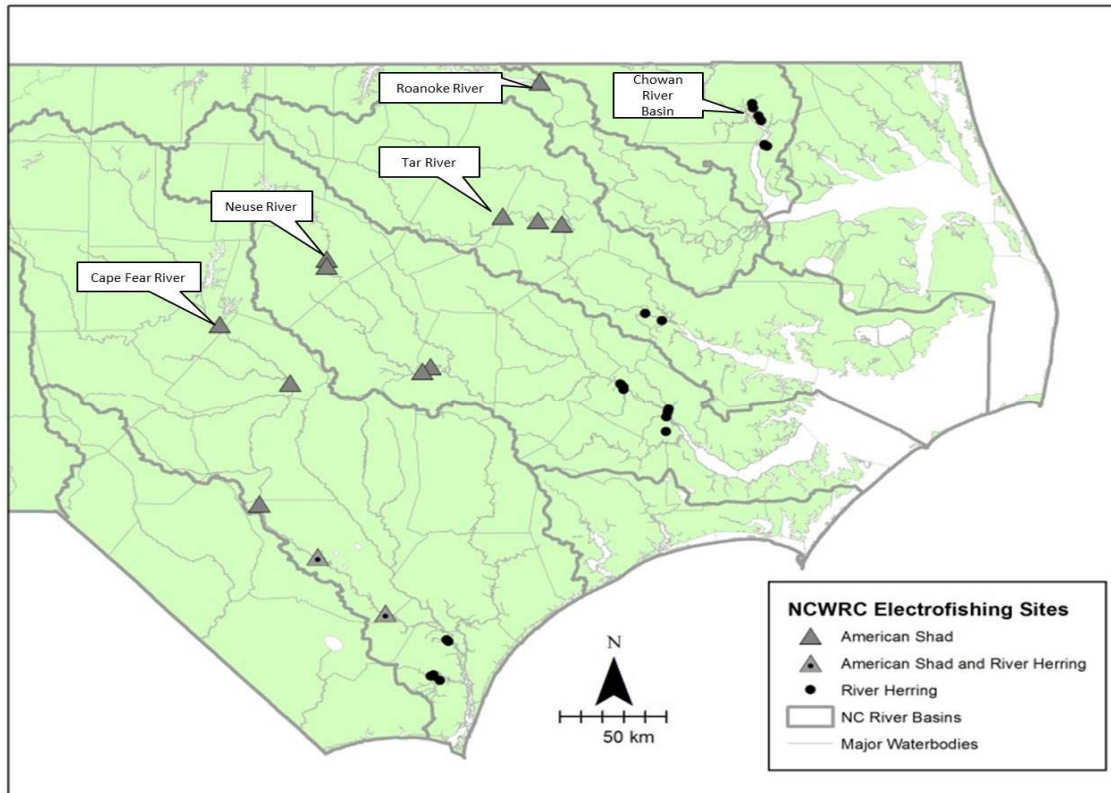 Roanoke River
Chowan
River
Basin
Tar River
Neuse River
Cape Fear River
N
50 km
NCWRC Electrofishing Sites
American Shad
American Shad and River Herring
River Herring
NC River Basins
Major Waterbodies